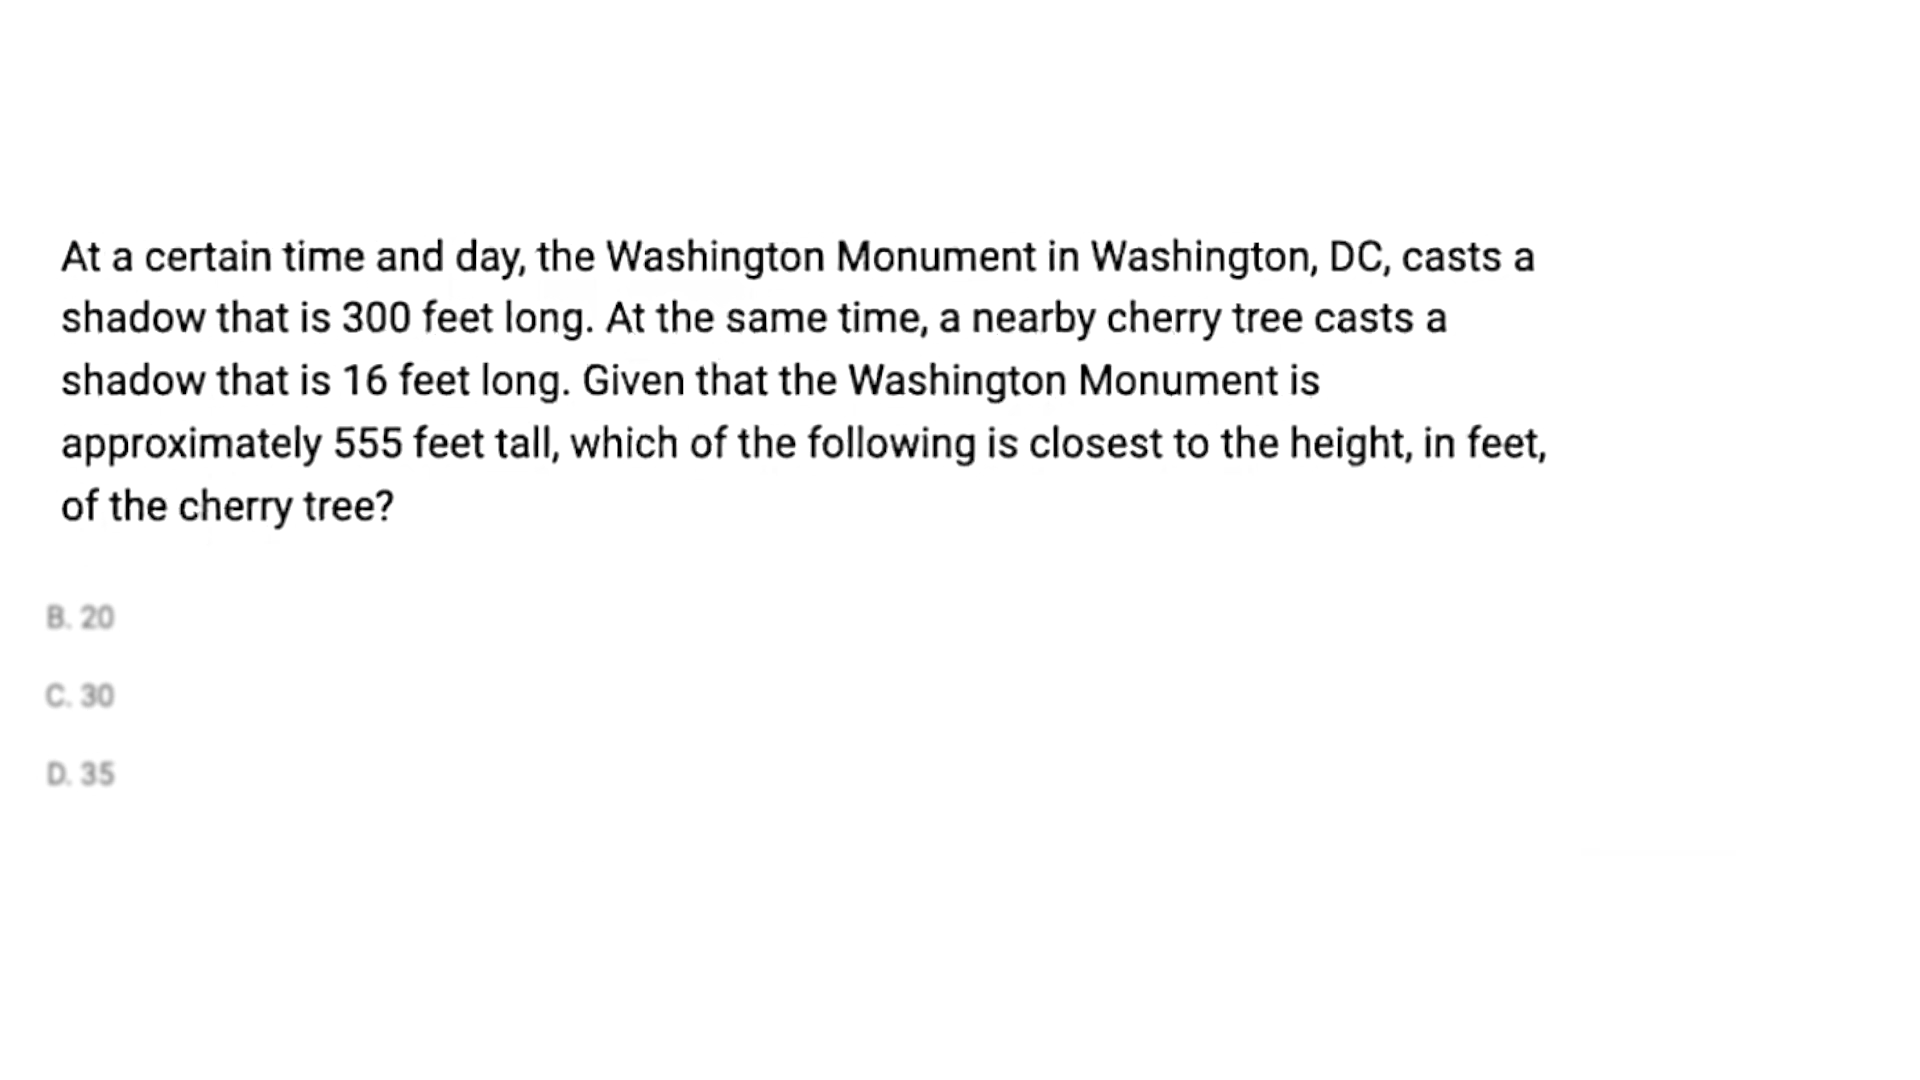 At a certain time and day, the Washington Monument in Washington, DC, casts a
shadow that is 300 feet long. At the same time, a nearby cherry tree casts a
shadow that is 16 feet long. Given that the Washington Monument is
approximately 555 feet tall, which of the following is closest to the height, in feet,
of the cherry tree?
B. 20
C. 30
D. 35